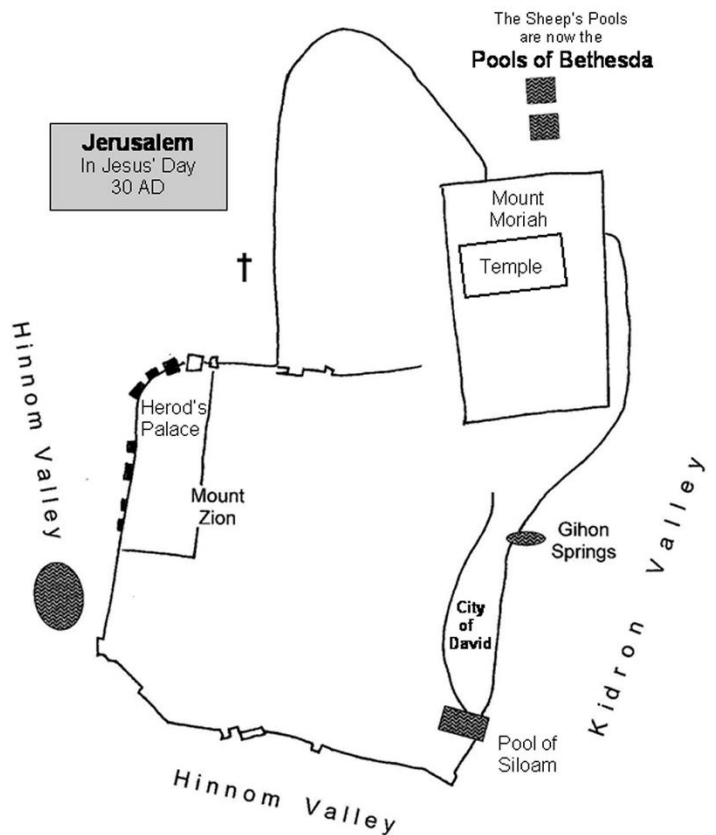 The Sheep's Pools
are now the
Pools of Bethesda
Jerusalem
In Jesus' Day
30 AD
Mount
Moriah
Temple
Hinnom Valley
Herod's
Palace
Mount
Zion
Gihon
Springs
Kidron Valley
City
of
David
Pool of
Siloam
Hinnom Valley